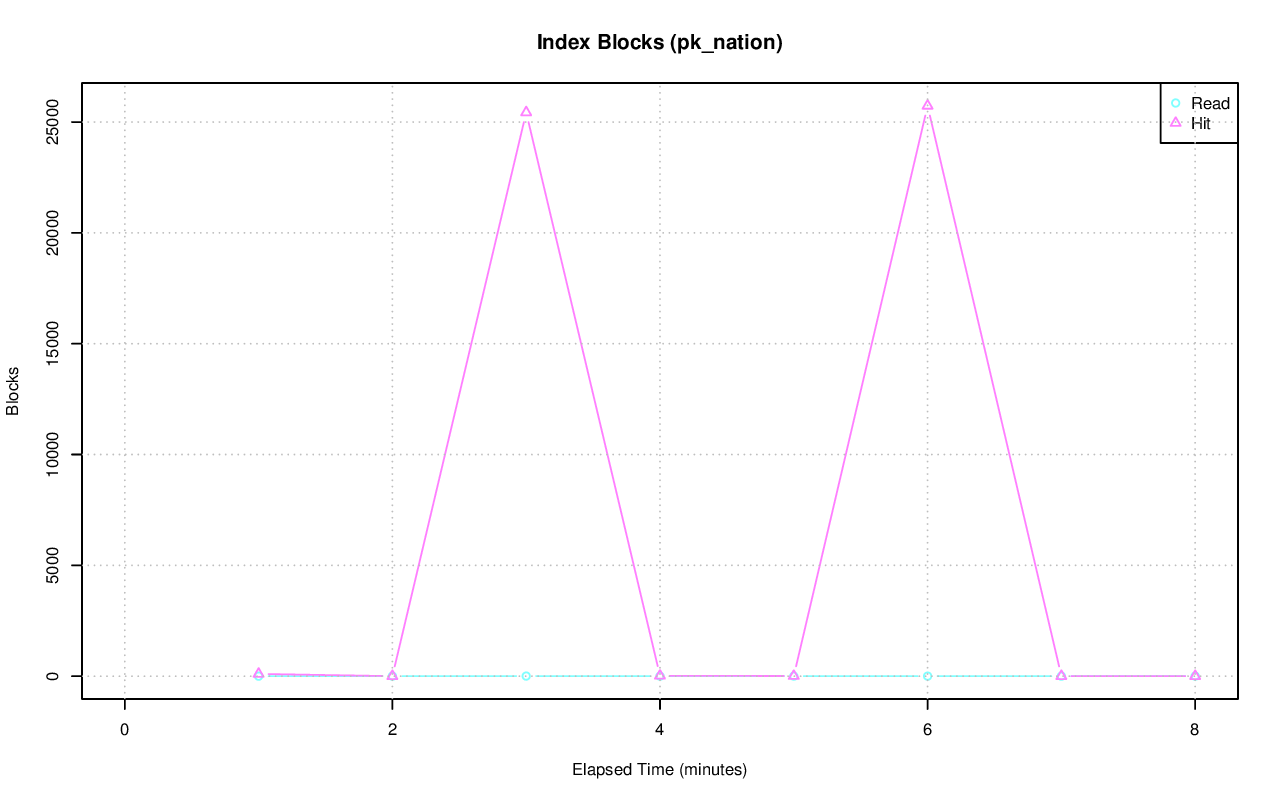 Index Blocks (pk_nation)
Read
Hit
25000
20000
15000
10000
5000
0
Blocks
0 2 4 6 8
Elapsed Time (minutes)